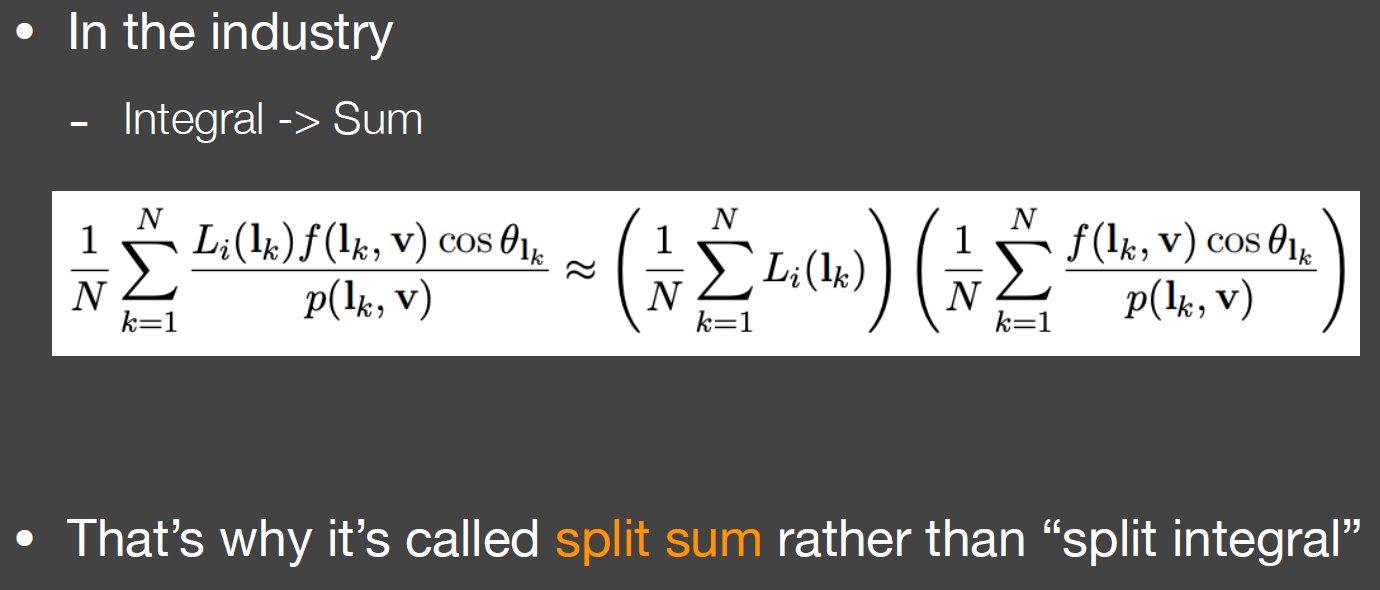 • In the industry
- Integral -> Sum
$\frac{1}{N} \sum_{k=1}^{N} \frac{L_i(\mathbf{l}_k) f(\mathbf{l}_k, \mathbf{v}) \cos \theta_{\mathbf{l}_k}}{p(\mathbf{l}_k, \mathbf{v})} \approx \left( \frac{1}{N} \sum_{k=1}^{N} L_i(\mathbf{l}_k) \right) \left( \frac{1}{N} \sum_{k=1}^{N} \frac{f(\mathbf{l}_k, \mathbf{v}) \cos \theta_{\mathbf{l}_k}}{p(\mathbf{l}_k, \mathbf{v})} \right)$
• That’s why it’s called split sum rather than “split integral”